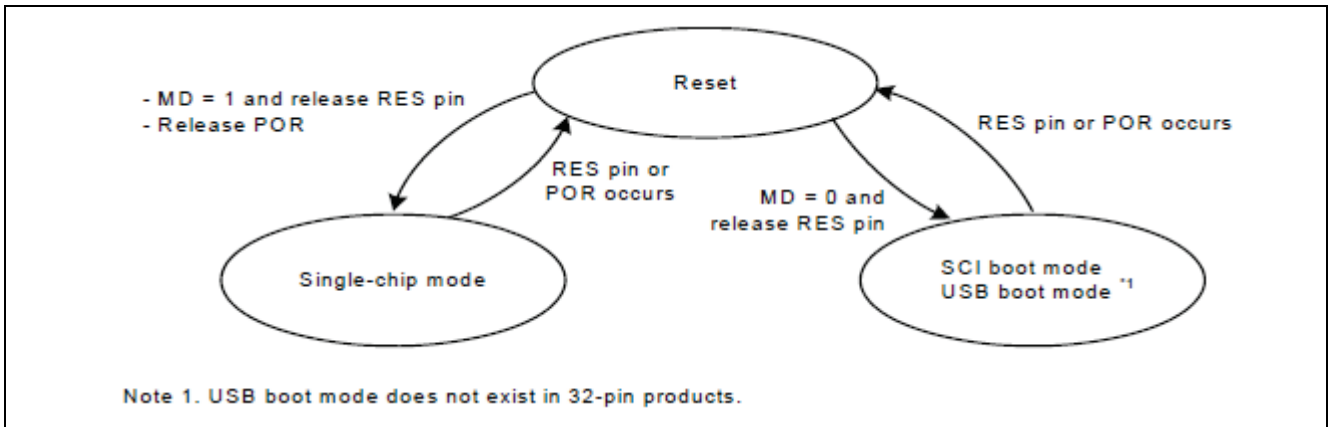 Reset
- MD = 1 and release RES pin
- Release POR
RES pin or POR occurs
RES pin or
POR occurs
MD = 0 and
release RES pin
Single-chip mode
SCI boot mode
USB boot mode *1
Note 1. USB boot mode does not exist in 32-pin products.